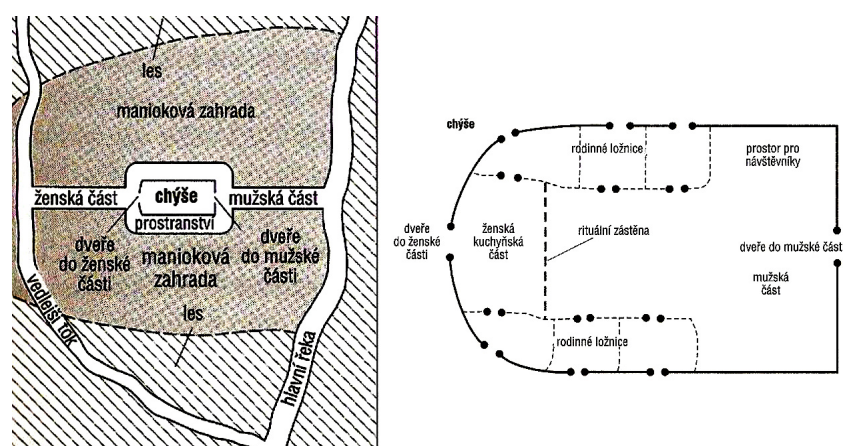 les
manioková zahrada
ženská část
chýše
mužská část
prostranství
dveře
do ženské
části
manioková
zahrada
dveře
do mužské
části
les
vedlejší tok
hlavní řeka
chýše
rodinné ložnice
prostor pro
návštěvníky
dveře
do ženské
části
ženská
kuchyňská
část
rituální zástěna
dveře do mužské část
mužská
část
rodinné ložnice